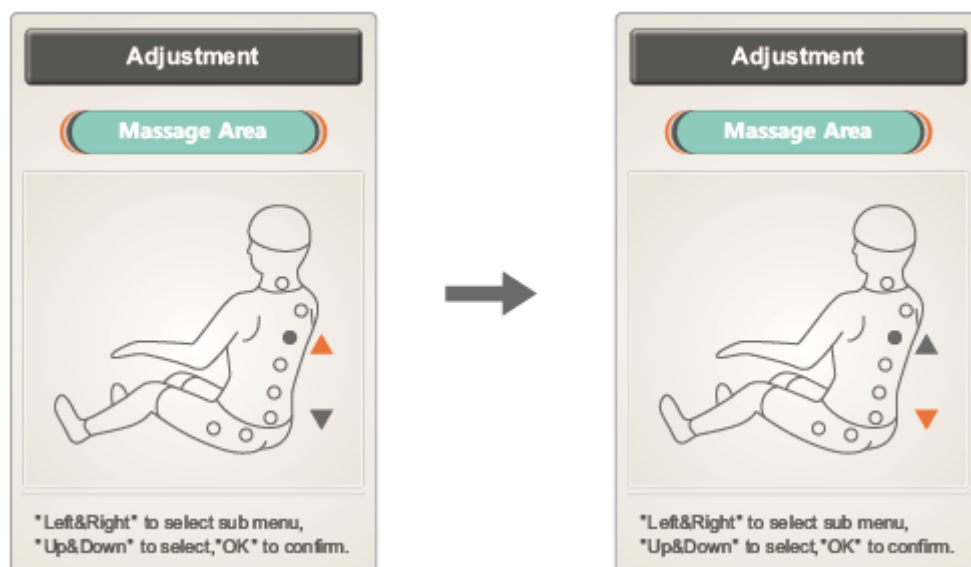 Adjustment
Massage Area
"Left&Right" to select sub menu,
"Up&Down" to select,"OK" to confirm.
Adjustment
Massage Area
"Left&Right" to select sub menu,
"Up&Down" to select,"OK" to confirm.